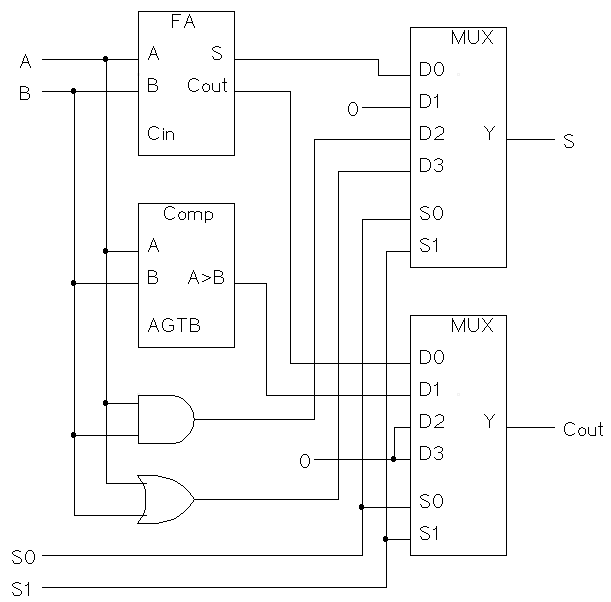 FA
MUX
A
A
S
D0
B
B
Cout
0
D1
Cin
D2
Y
S
D3
Comp
S0
A
S1
B
A>B
AGTB
MUX
D0
D1
D2
Y
Cout
0
D3
S0
S1
S0
S1